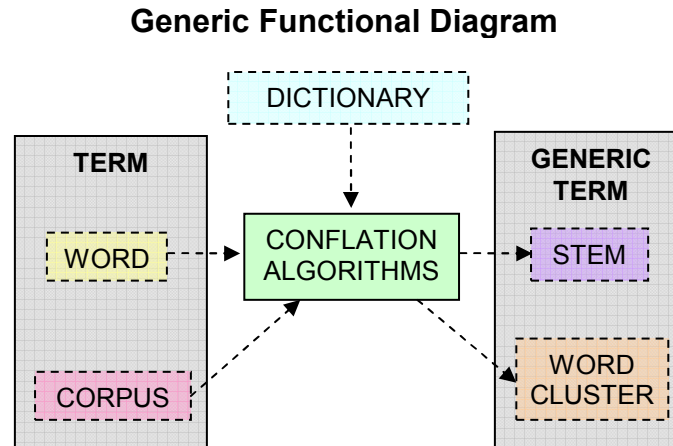 Generic Functional Diagram
DICTIONARY
TERM
WORD
CORPUS
CONFLATION
ALGORITHMS
GENERIC
TERM
STEM
WORD
CLUSTER